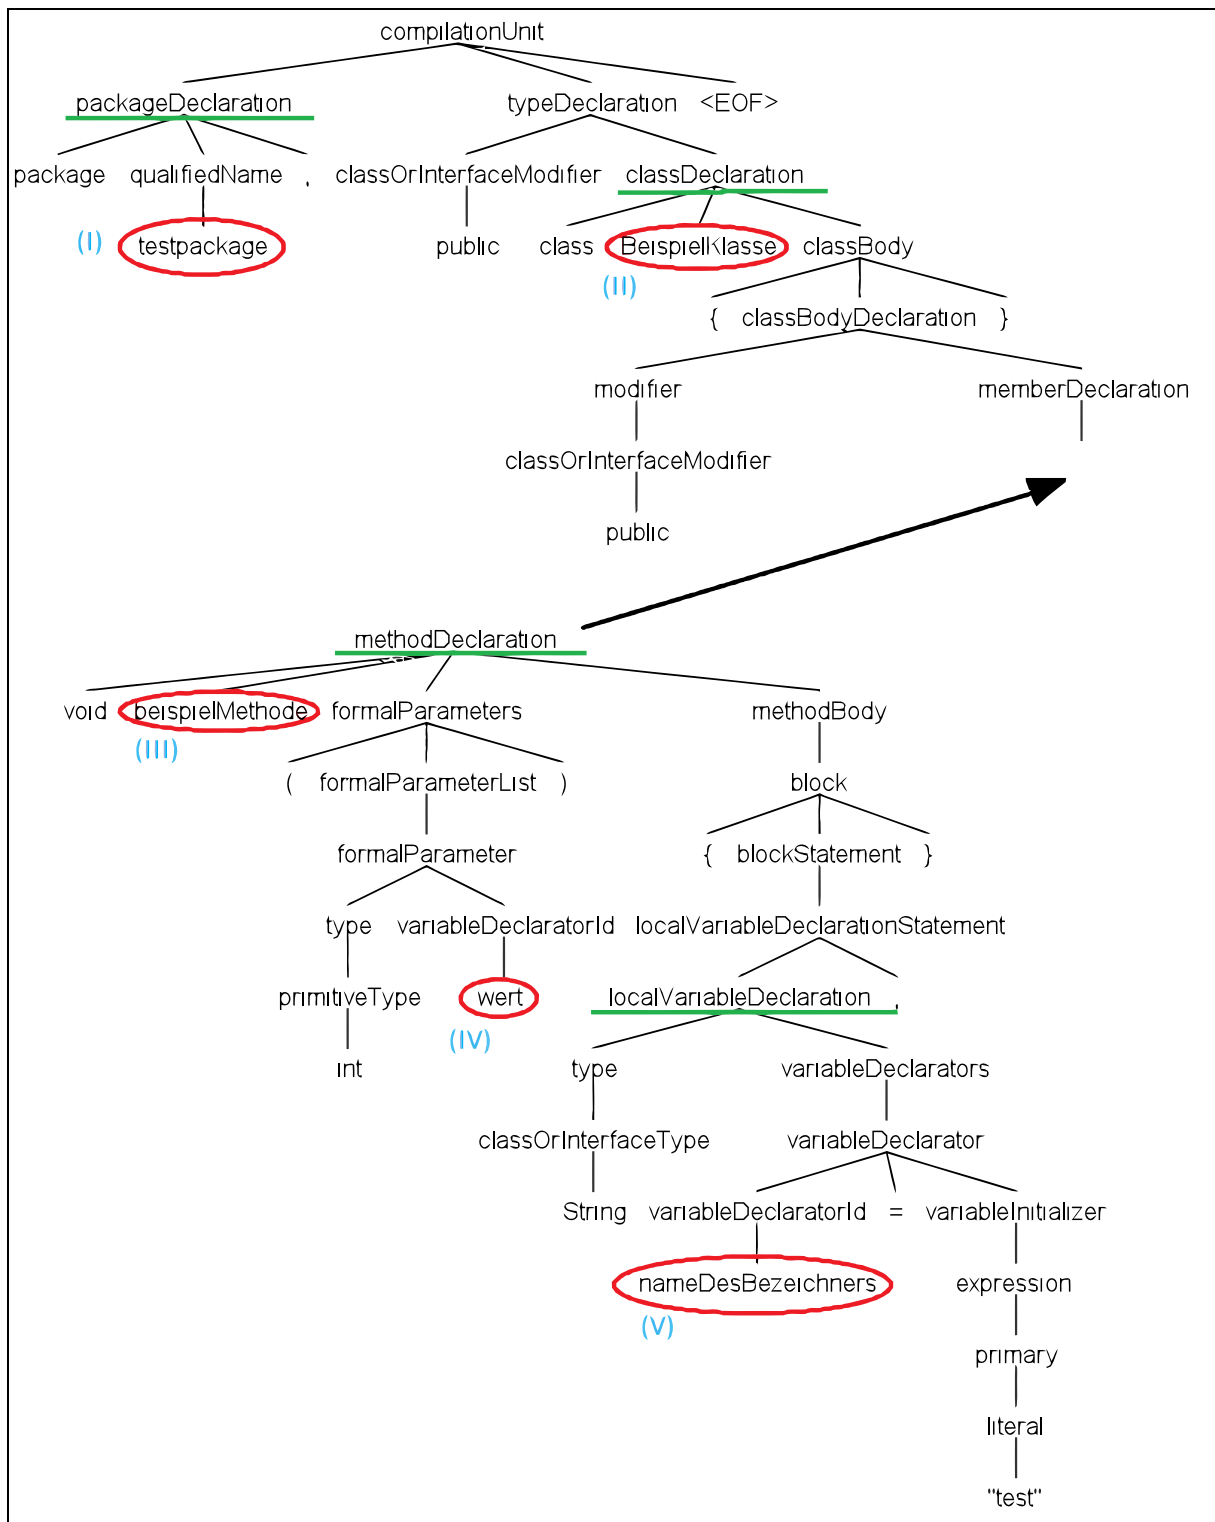 compilationUnit
packageDeclaration typeDeclaration <EOF>
package qualifiedName ; classOrInterfaceModifier classDeclaration
(I) testpackage public class BeispielKlasse classBody
(II)
{ classBodyDeclaration }
modifier memberDeclaration
classOrInterfaceModifier
public
methodDeclaration
void beispielMethode formalParameters methodBody
(III)
( formalParameterList ) block
formalParameter { blockStatement }
type variableDeclaratorId localVariableDeclarationStatement
primitiveType wert localVariableDeclaration ;
(IV)
int type variableDeclarators
classOrInterfaceType variableDeclarator
String variableDeclaratorId = variableInitializer
nameDesBezeichners expression
(V)
primary
literal
"test"